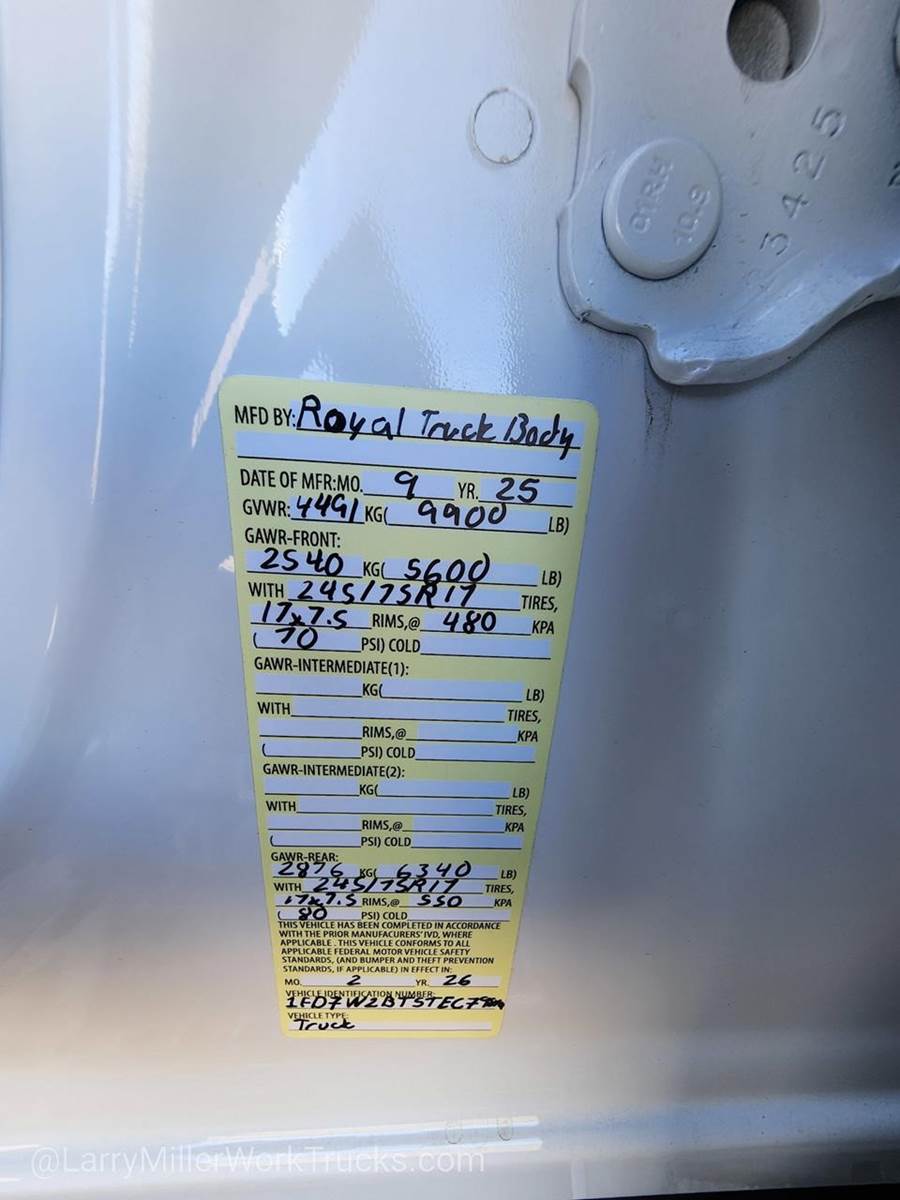 01RH
10.9
23425
MFD BY: Royal Truck Body
DATE OF MFR:MO. 9 YR. 25
GVWR: 4491 KG( 9900 LB)
GAWR-FRONT:
2540 KG( 5600 LB)
WITH 245/75R17 TIRES,
17x7.5 RIMS,@ 480 KPA
( 70 PSI) COLD
GAWR-INTERMEDIATE(1):
KG( LB)
WITH TIRES,
RIMS,@ KPA
( PSI) COLD
GAWR-INTERMEDIATE(2):
KG( LB)
WITH TIRES,
RIMS,@ KPA
( PSI) COLD
GAWR-REAR:
2876 KG( 6340 LB)
WITH 245/75R17 TIRES,
17x7.5 RIMS,@ 550 KPA
( 80 PSI) COLD
THIS VEHICLE HAS BEEN COMPLETED IN ACCORDANCE
WITH THE PRIOR MANUFACTURERS' IVD, WHERE
APPLICABLE. THIS VEHICLE CONFORMS TO ALL
APPLICABLE FEDERAL MOTOR VEHICLE SAFETY
STANDARDS, (AND BUMPER AND THEFT PREVENTION
STANDARDS, IF APPLICABLE) IN EFFECT IN:
MO. 2 YR. 26
VEHICLE IDENTIFICATION NUMBER:
VEHICLE TYPE:
Truck
@LarryMillerWorkTrucks.com